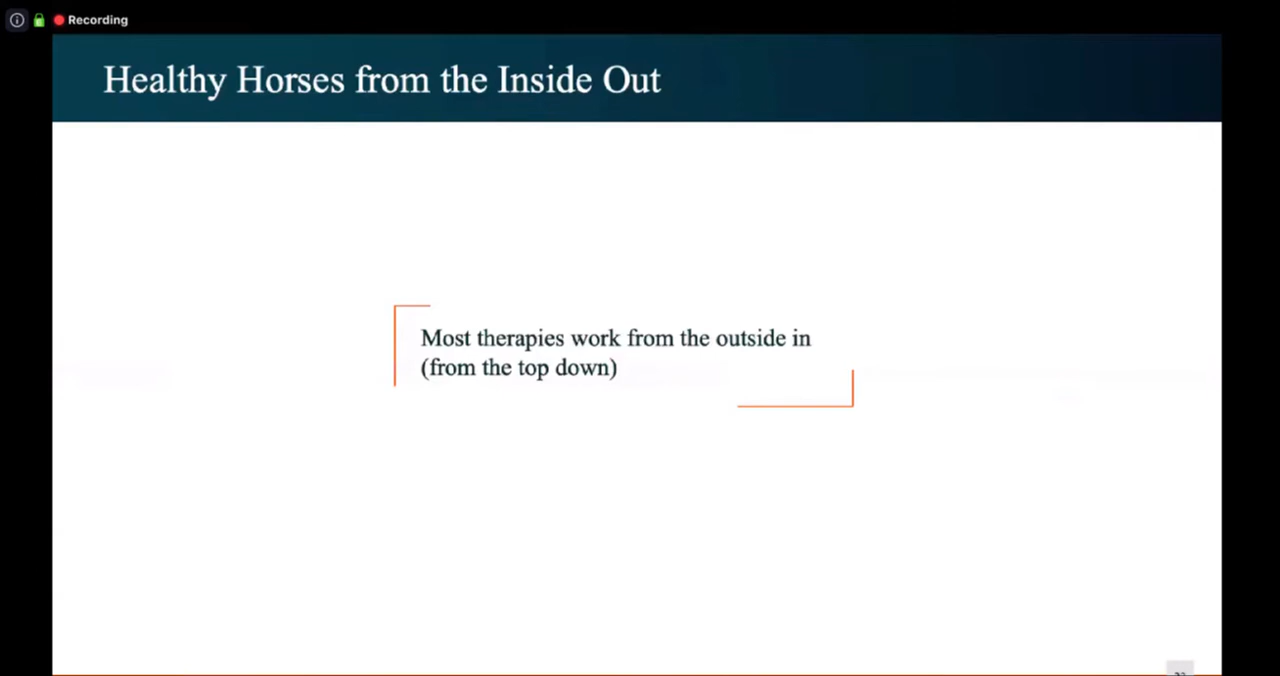 Recording
Healthy Horses from the Inside Out
Most therapies work from the outside in
(from the top down)